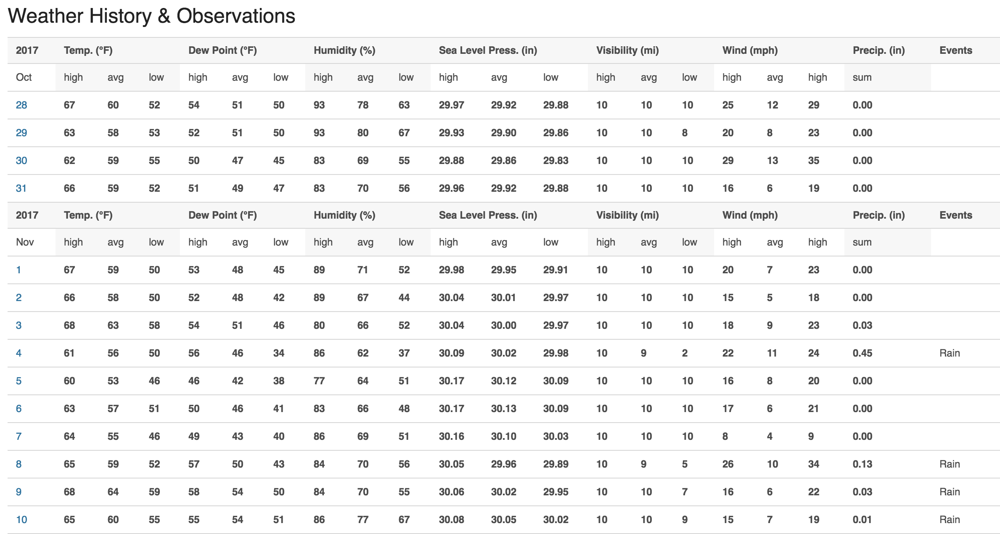 Weather History & Observations
2017 Temp. (°F) Dew Point (°F) Humidity (%) Sea Level Press. (in) Visibility (mi) Wind (mph) Precip. (in) Events
Oct high avg low high avg low high avg low high avg low high avg low high avg high sum
28 67 60 52 54 51 50 93 78 63 29.97 29.92 29.88 10 10 10 25 12 29 0.00
29 63 58 53 52 51 50 93 80 67 29.93 29.90 29.86 10 10 8 20 8 23 0.00
30 62 59 55 50 47 45 83 69 55 29.88 29.86 29.83 10 10 10 29 13 35 0.00
31 66 59 52 51 49 47 83 70 56 29.96 29.92 29.88 10 10 10 16 6 19 0.00
2017 Temp. (°F) Dew Point (°F) Humidity (%) Sea Level Press. (in) Visibility (mi) Wind (mph) Precip. (in) Events
Nov high avg low high avg low high avg low high avg low high avg low high avg high sum
1 67 59 50 53 48 45 89 71 52 29.98 29.95 29.91 10 10 10 20 7 23 0.00
2 66 58 50 52 48 42 89 67 44 30.04 30.01 29.97 10 10 10 15 5 18 0.00
3 68 63 58 54 51 46 80 66 52 30.04 30.00 29.97 10 10 10 18 9 23 0.03
4 61 56 50 56 46 34 86 62 37 30.09 30.02 29.98 10 9 2 22 11 24 0.45 Rain
5 60 53 46 46 42 38 77 64 51 30.17 30.12 30.09 10 10 10 16 8 20 0.00
6 63 57 51 50 46 41 83 66 48 30.17 30.13 30.09 10 10 10 17 6 21 0.00
7 64 55 46 49 43 40 86 69 51 30.16 30.10 30.03 10 10 10 8 4 9 0.00
8 65 59 52 57 50 43 84 70 56 30.05 29.96 29.89 10 9 5 26 10 34 0.13 Rain
9 68 64 59 58 54 50 84 70 55 30.06 30.02 29.95 10 10 7 16 6 22 0.03 Rain
10 65 60 55 55 54 51 86 77 67 30.08 30.05 30.02 10 10 9 15 7 19 0.01 Rain